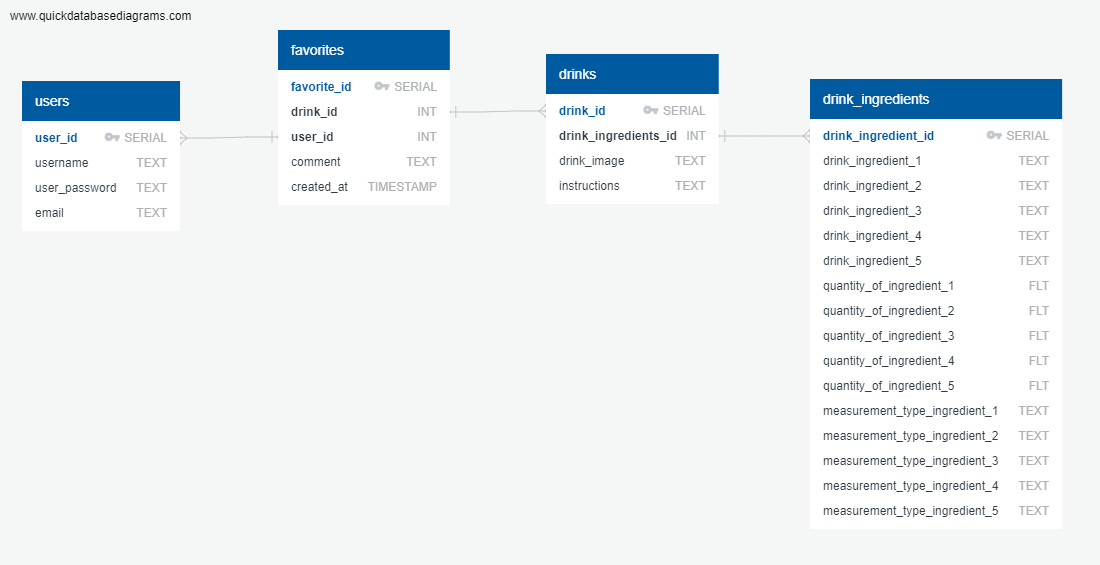 www.quickdatabasediagrams.com
users
user_id SERIAL
username TEXT
user_password TEXT
email TEXT
favorites
favorite_id SERIAL
drink_id INT
user_id INT
comment TEXT
created_at TIMESTAMP
drinks
drink_id SERIAL
drink_ingredients_id INT
drink_image TEXT
instructions TEXT
drink_ingredients
drink_ingredient_id SERIAL
drink_ingredient_1 TEXT
drink_ingredient_2 TEXT
drink_ingredient_3 TEXT
drink_ingredient_4 TEXT
drink_ingredient_5 TEXT
quantity_of_ingredient_1 FLT
quantity_of_ingredient_2 FLT
quantity_of_ingredient_3 FLT
quantity_of_ingredient_4 FLT
quantity_of_ingredient_5 FLT
measurement_type_ingredient_1 TEXT
measurement_type_ingredient_2 TEXT
measurement_type_ingredient_3 TEXT
measurement_type_ingredient_4 TEXT
measurement_type_ingredient_5 TEXT